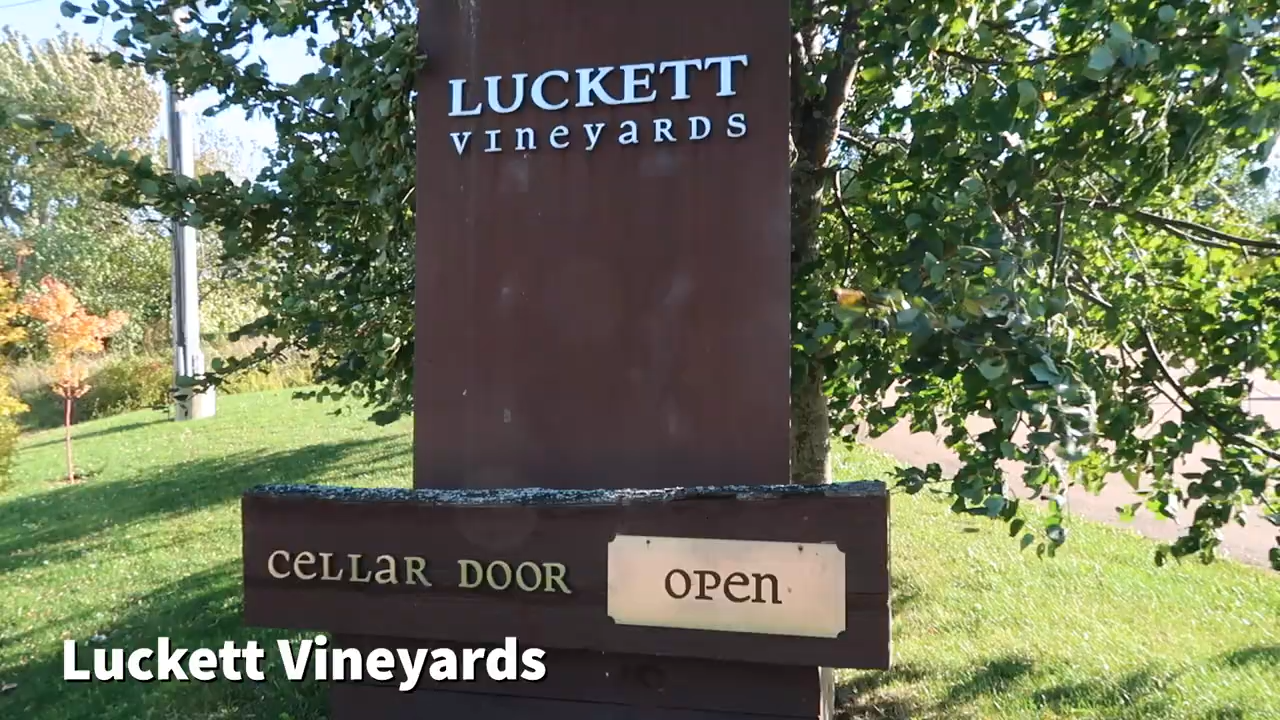 LUCKETT
VINeyaRDS
CeLLaR DOOR
OPeN
Luckett Vineyards